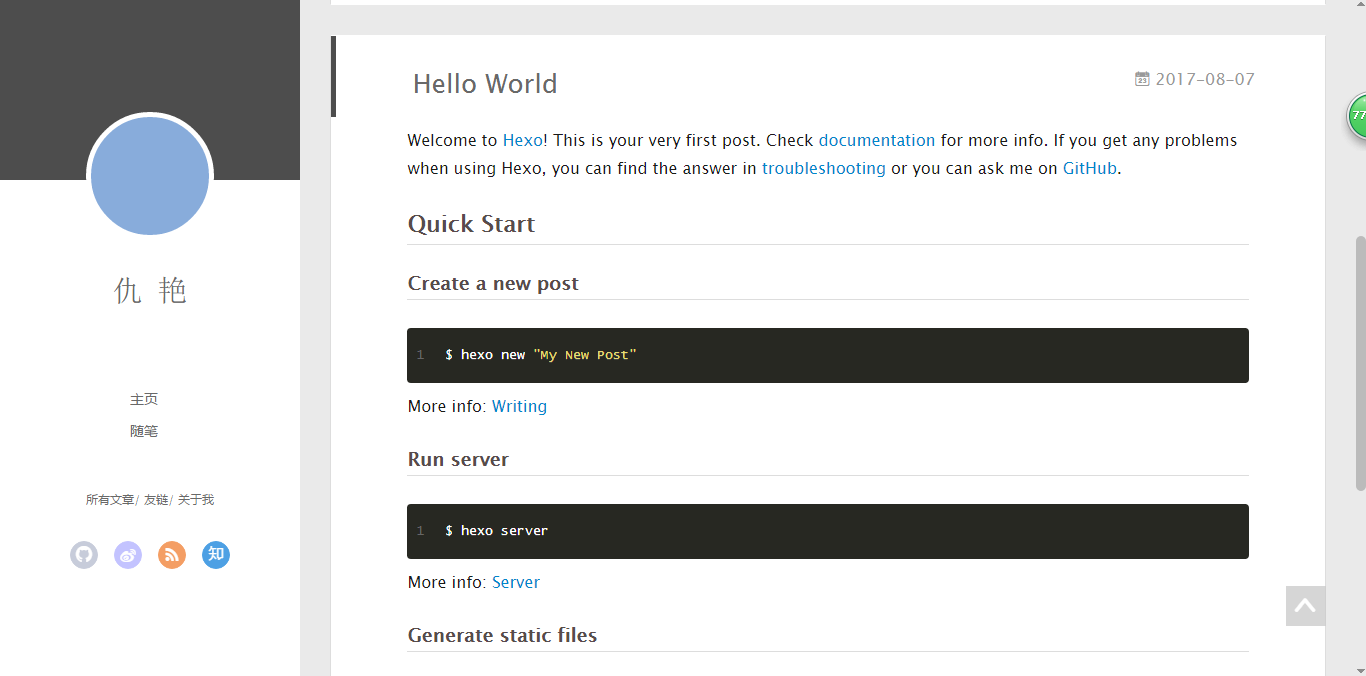 仇 艳
主页
随笔
所有文章/ 友链/ 关于我
知
Hello World
23 2017-08-07
Welcome to Hexo! This is your very first post. Check documentation for more info. If you get any problems
when using Hexo, you can find the answer in troubleshooting or you can ask me on GitHub.
Quick Start
Create a new post
1 $ hexo new "My New Post"
More info: Writing
Run server
1 $ hexo server
More info: Server
Generate static files
77